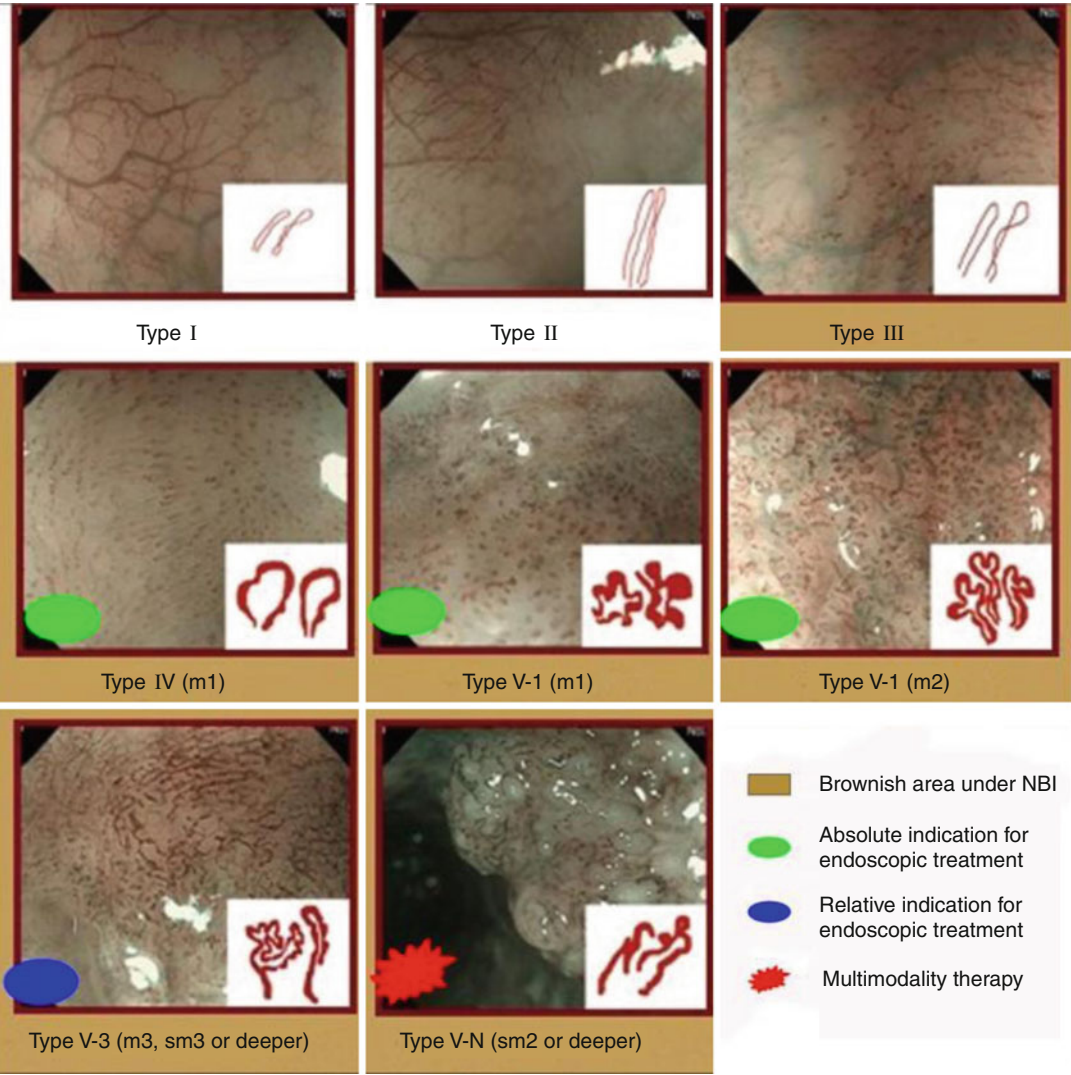 Type I
Type II
Type III
Type IV (m1)
Type V-1 (m1)
Type V-1 (m2)
Type V-3 (m3, sm3 or deeper)
Type V-N (sm2 or deeper)
Brownish area under NBI
Absolute indication for
endoscopic treatment
Relative indication for
endoscopic treatment
Multimodality therapy